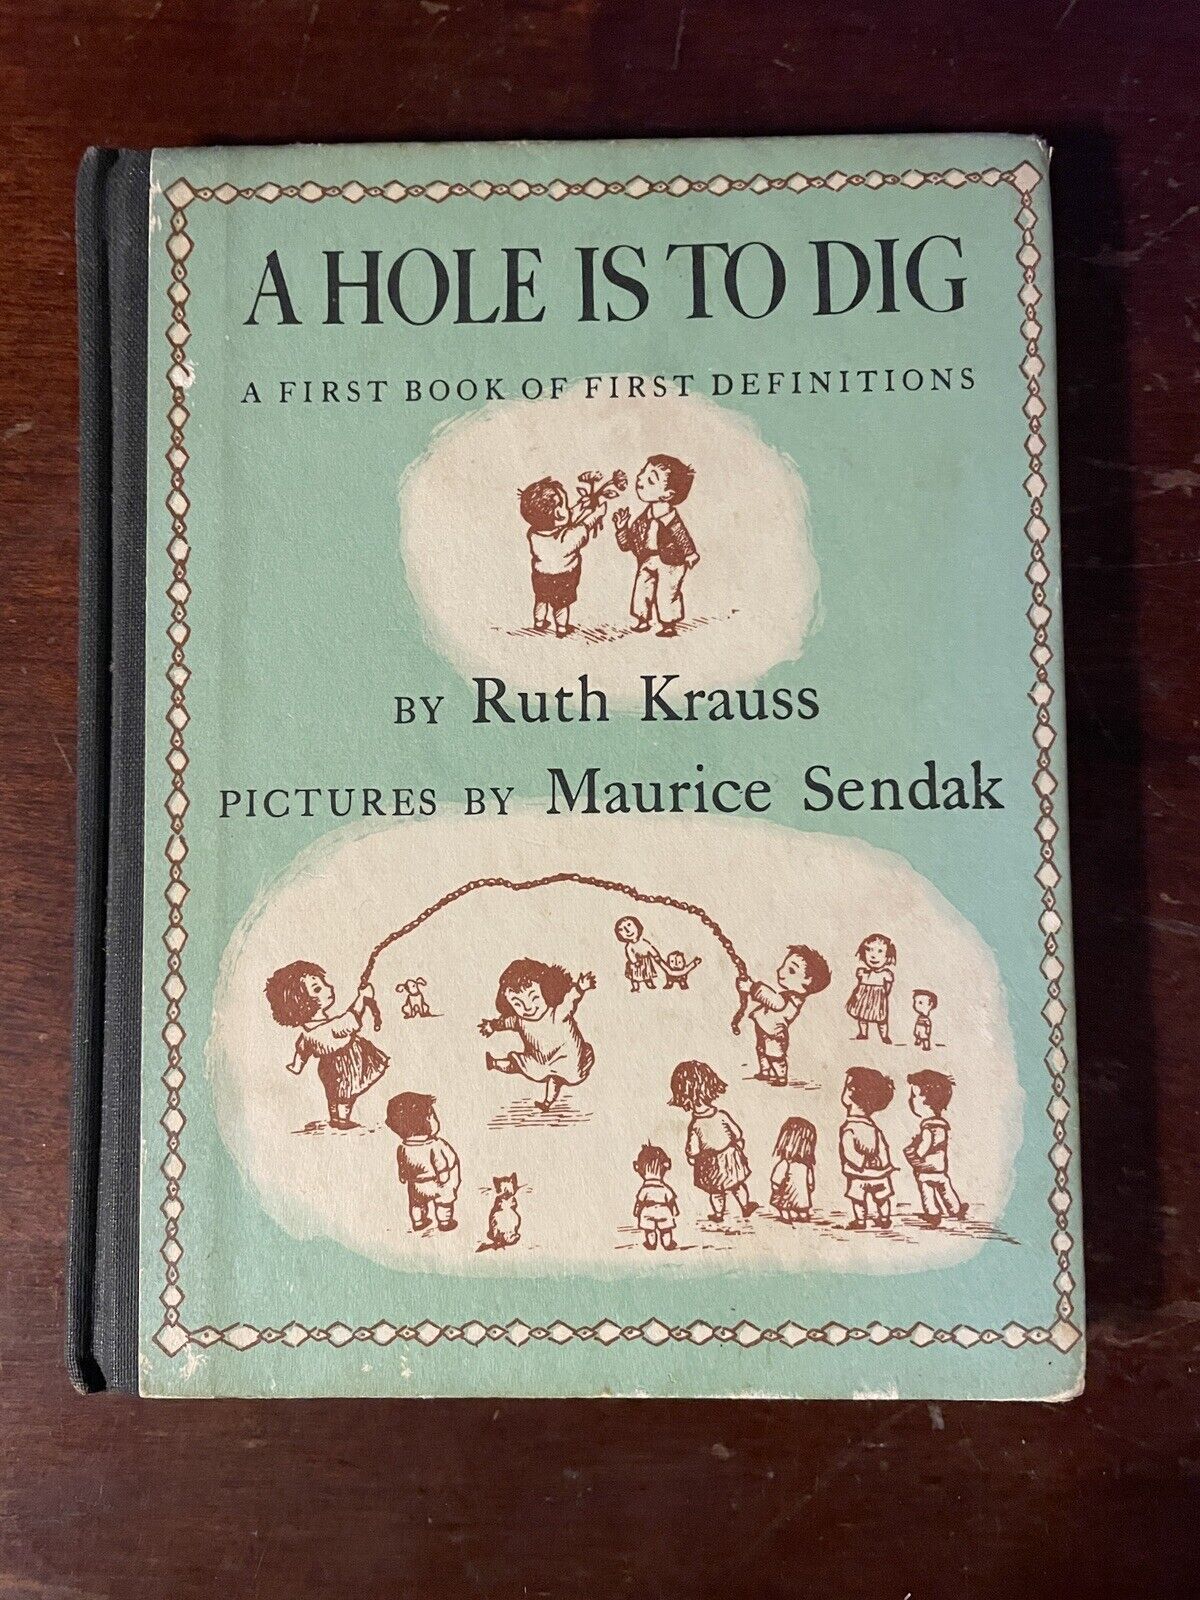 A HOLE IS TO DIG
A FIRST BOOK OF FIRST DEFINITIONS
BY Ruth Krauss
PICTURES BY Maurice Sendak